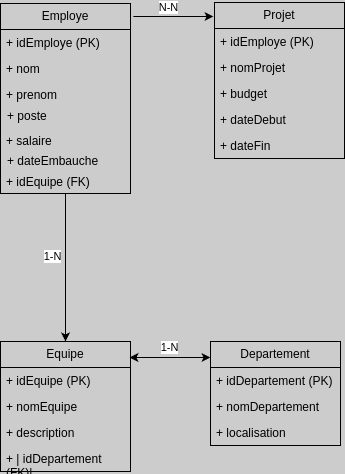 Employe
+ idEmploye (PK)
+ nom
+ prenom
+ poste
+ salaire
+ dateEmbauche
+ idEquipe (FK)
N-N
Projet
+ idEmploye (PK)
+ nomProjet
+ budget
+ dateDebut
+ dateFin
1-N
Equipe
+ idEquipe (PK)
+ nomEquipe
+ description
+ | idDepartement
(FK)|
1-N
Departement
+ idDepartement (PK)
+ nomDepartement
+ localisation